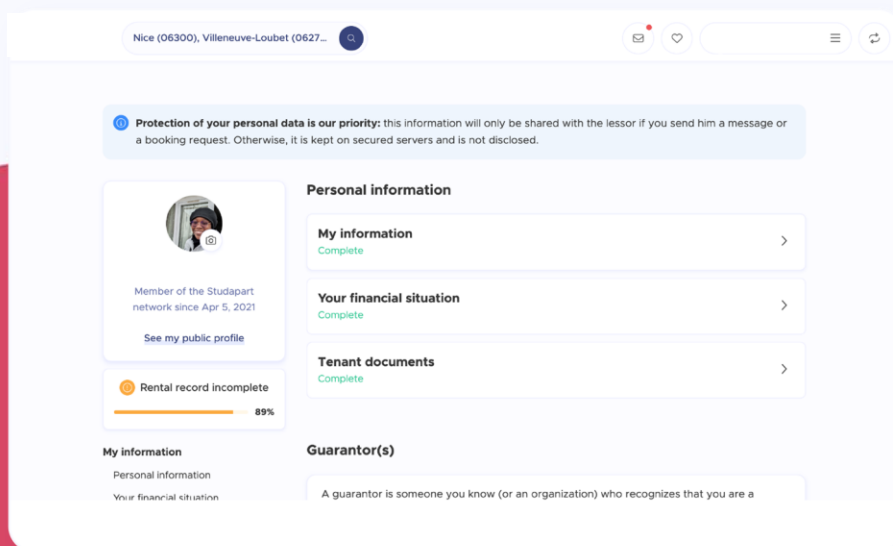 Nice (06300), Villeneuve-Loubet (0627...
Protection of your personal data is our priority: this information will only be shared with the lessor if you send him a message or
a booking request. Otherwise, it is kept on secured servers and is not disclosed.
Member of the Studapart
network since Apr 5, 2021
See my public profile
Rental record incomplete
89%
My information
Personal information
Your financial situation
Personal information
My information
Complete
Your financial situation
Complete
Tenant documents
Complete
Guarantor(s)
A guarantor is someone you know (or an organization) who recognizes that you are a